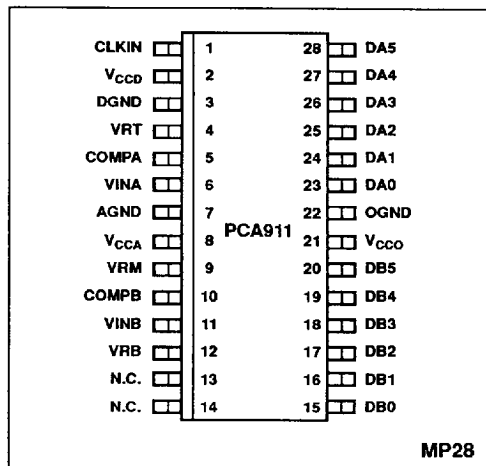 CLKIN 1 28 DA5
VCCD 2 27 DA4
DGND 3 26 DA3
VRT 4 25 DA2
COMPA 5 24 DA1
VINA 6 23 DA0
AGND 7 22 OGND
PCA911
VCCA 8 21 VCCO
VRM 9 20 DB5
COMPB 10 19 DB4
VINB 11 18 DB3
VRB 12 17 DB2
N.C. 13 16 DB1
N.C. 14 15 DB0
MP28